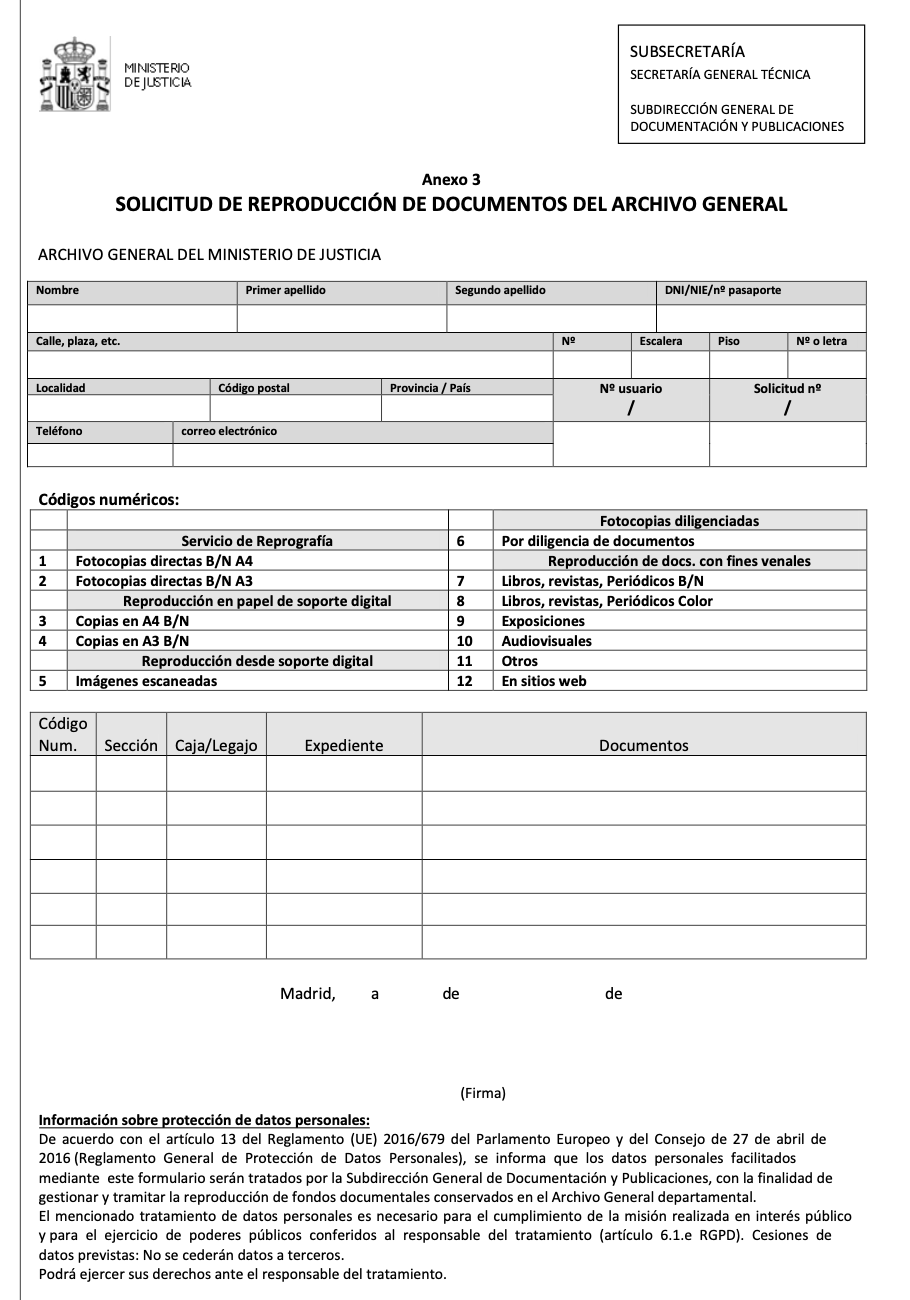 MINISTERIO
DE JUSTICIA
SUBSECRETARÍA
SECRETARÍA GENERAL TÉCNICA
SUBDIRECCIÓN GENERAL DE
DOCUMENTACIÓN Y PUBLICACIONES
Anexo 3
SOLICITUD DE REPRODUCCIÓN DE DOCUMENTOS DEL ARCHIVO GENERAL
ARCHIVO GENERAL DEL MINISTERIO DE JUSTICIA
Nombre Primer apellido Segundo apellido DNI/NIE/nº pasaporte
Calle, plaza, etc. Nº Escalera Piso Nº o letra
Localidad Código postal Provincia / País Nº usuario Solicitud nº
/ /
Teléfono correo electrónico
Códigos numéricos:
Fotocopias diligenciadas
Servicio de Reprografía 6 Por diligencia de documentos
1 Fotocopias directas B/N A4 Reproducción de docs. con fines venales
2 Fotocopias directas B/N A3 7 Libros, revistas, Periódicos B/N
Reproducción en papel de soporte digital 8 Libros, revistas, Periódicos Color
3 Copias en A4 B/N 9 Exposiciones
4 Copias en A3 B/N 10 Audiovisuales
Reproducción desde soporte digital 11 Otros
5 Imágenes escaneadas 12 En sitios web
Código
Num. Sección Caja/Legajo Expediente Documentos
Madrid, a de de
(Firma)
Información sobre protección de datos personales:
De acuerdo con el artículo 13 del Reglamento (UE) 2016/679 del Parlamento Europeo y del Consejo de 27 de abril de
2016 (Reglamento General de Protección de Datos Personales), se informa que los datos personales facilitados
mediante este formulario serán tratados por la Subdirección General de Documentación y Publicaciones, con la finalidad de
gestionar y tramitar la reproducción de fondos documentales conservados en el Archivo General departamental.
El mencionado tratamiento de datos personales es necesario para el cumplimiento de la misión realizada en interés público
y para el ejercicio de poderes públicos conferidos al responsable del tratamiento (artículo 6.1.e RGPD). Cesiones de
datos previstas: No se cederán datos a terceros.
Podrá ejercer sus derechos ante el responsable del tratamiento.